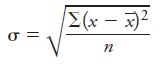 σ = √(Σ(x − x̄)² / n)